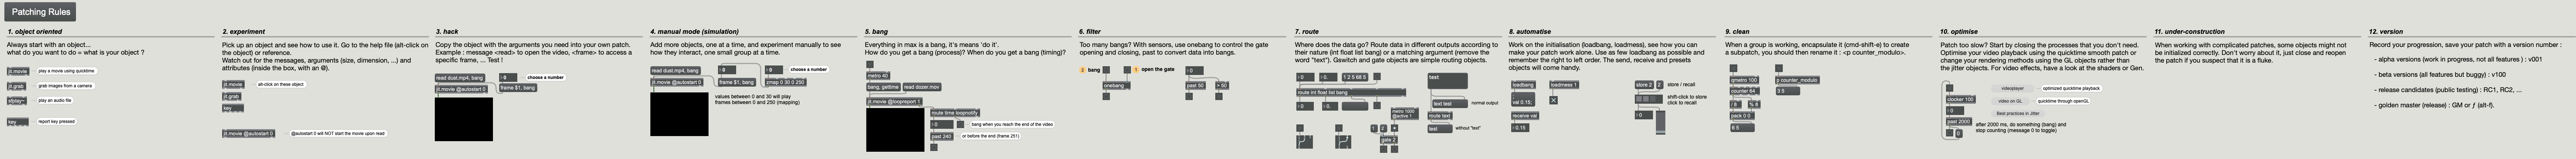 Patching Rules
1. object oriented
Always start with an object...
what do you want to do = what is your object ?
jit.movie
play a movie using quicktime
jit.grab
grab images from a camera
sfplay~
play an audio file
key
report key pressed
2. experiment
Pick up an object and see how to use it. Go to the help file (alt-click on
the object) or reference.
Watch out for the messages, arguments (size, dimension, ...) and
attributes (inside the box, with an @).
jit.movie
alt-click on these object
jit.grab
key
jit.movie @autostart 0
@autostart 0 will NOT start the movie upon read
3. hack
Copy the object with the arguments you need into your own patch.
Example : message <read> to open the video, <frame> to access a
specific frame, ... Test !
read dust.mp4, bang
0
choose a number
jit.movie @autostart 0
frame $1, bang
4. manual mode (simulation)
Add more objects, one at a time, and experiment manually to see
how they interact, one small group at a time.
0
choose a number
0
read dust.mp4, bang
jit.movie @autostart 0
frame $1, bang
zmap 0 30 0 250
values between 0 and 30 will play
frames between 0 and 250 (mapping)
5. bang
Everything in max is a bang, it's means 'do it'.
How do you get a bang (process)? When do you get a bang (timing)?
metro 40
bang, gettime
read dozer.mov
jit.movie @loopreport 1
route time loopnotify
0
bang when you reach the end of the video
past 240
or before the end (frame 251)
6. filter
Too many bangs? With sensors, use onebang to control the gate
opening and closing, past to convert data into bangs.
2
bang
1
open the gate
0
onebang
past 50
> 50
7. route
Where does the data go? Route data in different outputs according to
their nature (int float list bang) or a matching argument (remove the
word "text"). Gswitch and gate objects are simple routing objects.
0
0.
1 2 5 68 6
route int float list bang
0
0.
metro 1000
@active 1
1
2
+
gate 2
test
text test
normal output
route text
test
without "text"
8. automatise
Work on the initialisation (loadbang, loadmess), see how you can
make your patch work alone. Use as few loadbang as possible and
remember the right to left order. The send, receive and presets
objects will come handy.
loadbang
loadmess 1
val 0.15;
receive val
0.15
store 2
2
store / recall
shift-click to store
click to recall
0
9. clean
When a group is working, encapsulate it (cmd-shift-e) to create
a subpatch, you should then rename it : <p counter_modulo>.
qmetro 100
p counter_modulo
counter 64
3 5
/ 8
% 8
pack 0 0
6 5
10. optimise
Patch too slow? Start by closing the processes that you don't need.
Optimise your video playback using the quicktime smooth patch or
change your rendering methods using the GL objects rather than
the jitter objects. For video effects, have a look at the shaders or Gen.
videoplayer
optimized quicktime playback
clocker 100
video on GL
quicktime through openGL
0
Best practices in Jitter
past 2000
after 2000 ms, do something (bang) and
stop counting (message 0 to toggle)
0
11. under-construction
When working with complicated patches, some objects might not
be initialized correctly. Don't worry about it, just close and reopen
the patch if you suspect that it is a fluke.
12. version
Record your progression, save your patch with a version number :
- alpha versions (work in progress, not all features ) : v001
- beta versions (all features but buggy) : v100
- release candidates (public testing) : RC1, RC2, ...
- golden master (release) : GM or ƒ (alt-f).